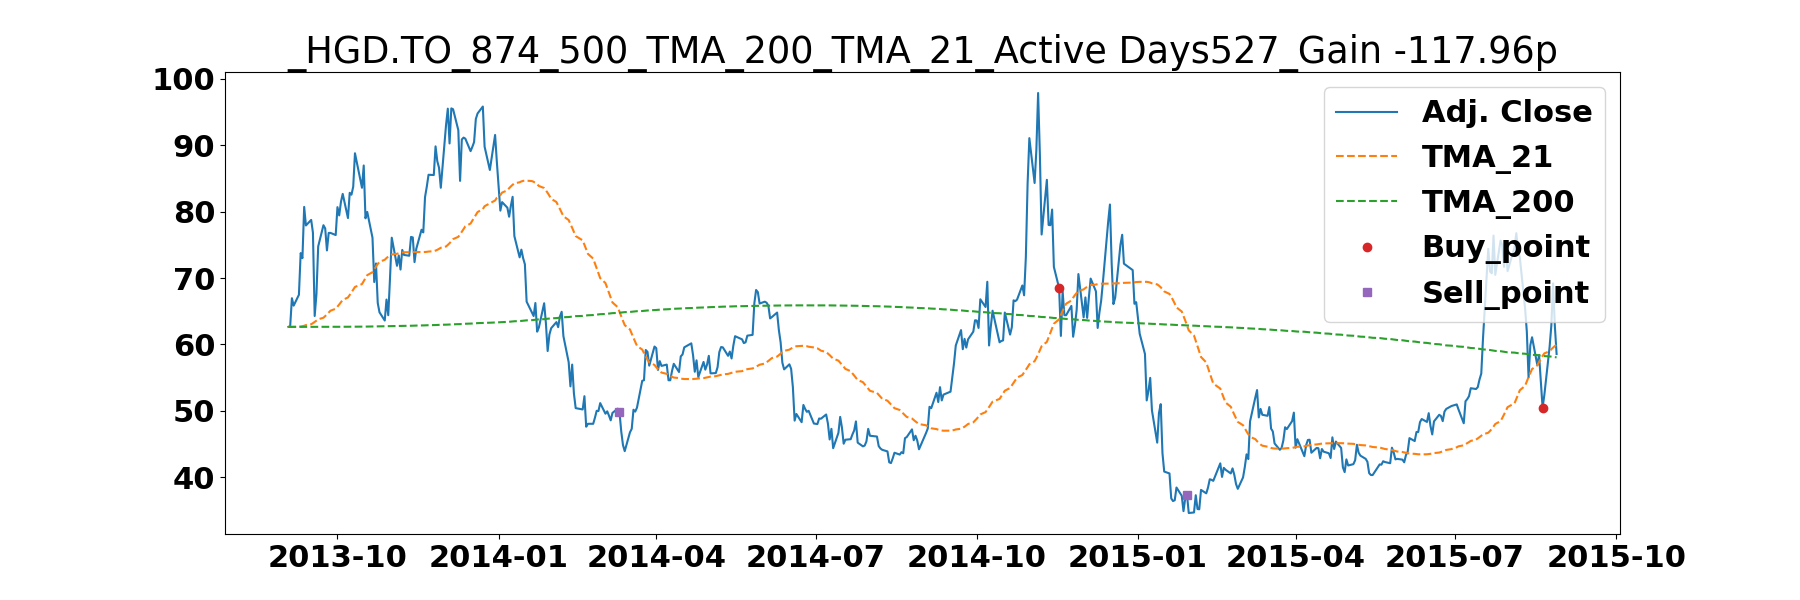 _HGD.TO_874_500_TMA_200_TMA_21_Active Days527_Gain -117.96p
100
90
80
70
60
50
40
Adj. Close
TMA_21
TMA_200
Buy_point
Sell_point
2013-10 2014-01 2014-04 2014-07 2014-10 2015-01 2015-04 2015-07 2015-10